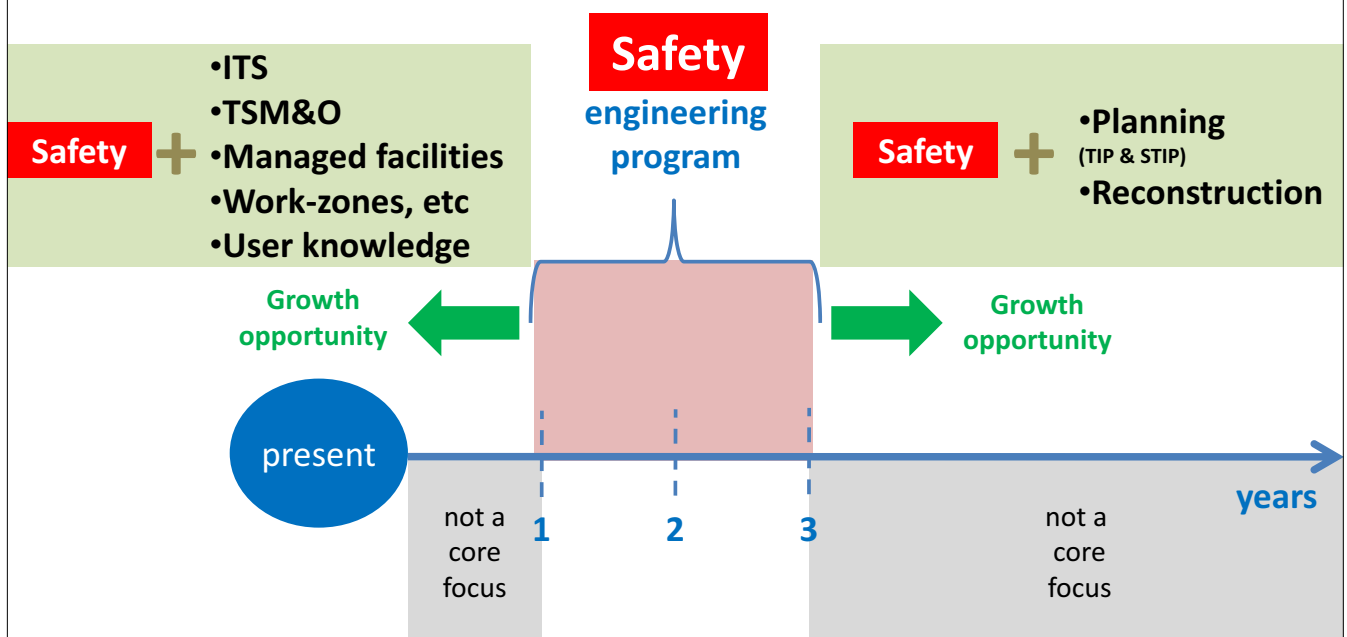 Safety
•ITS
•TSM&O
•Managed facilities
•Work-zones, etc
•User knowledge
Safety
engineering
program
Safety
•Planning
(TIP & STIP)
•Reconstruction
Growth
opportunity
Growth
opportunity
present
years
not a
core
focus
1
2
3
not a
core
focus